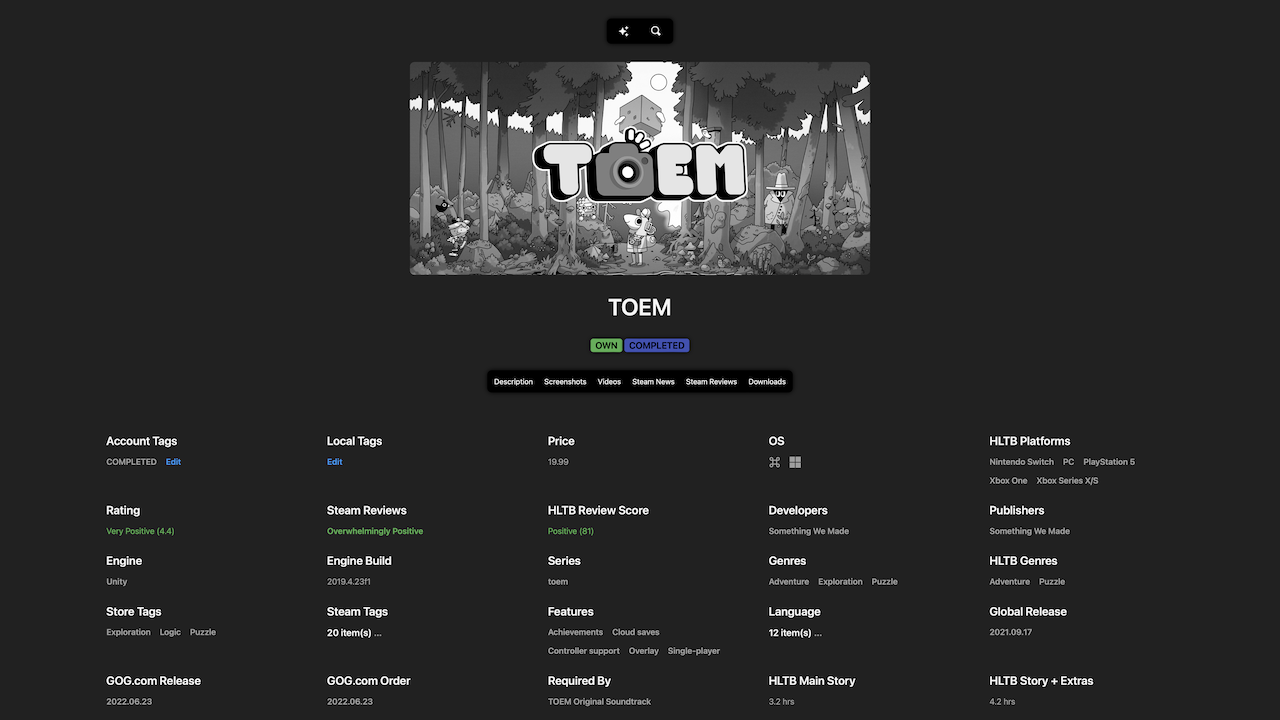 TOEM
TOEM
OWN COMPLETED
Description Screenshots Videos Steam News Steam Reviews Downloads
Account Tags Local Tags Price OS HLTB Platforms
COMPLETED Edit Edit 19.99 Nintendo Switch PC PlayStation 5
Xbox One Xbox Series X/S
Rating Steam Reviews HLTB Review Score Developers Publishers
Very Positive (4.4) Overwhelmingly Positive Positive (81) Something We Made Something We Made
Engine Engine Build Series Genres HLTB Genres
Unity 2019.4.23f1 toem Adventure Exploration Puzzle Adventure Puzzle
Store Tags Steam Tags Features Language Global Release
Exploration Logic Puzzle 20 item(s) ... Achievements Cloud saves 12 item(s) ... 2021.09.17
Controller support Overlay Single-player
GOG.com Release GOG.com Order Required By HLTB Main Story HLTB Story + Extras
2022.06.23 2022.06.23 TOEM Original Soundtrack 3.2 hrs 4.2 hrs